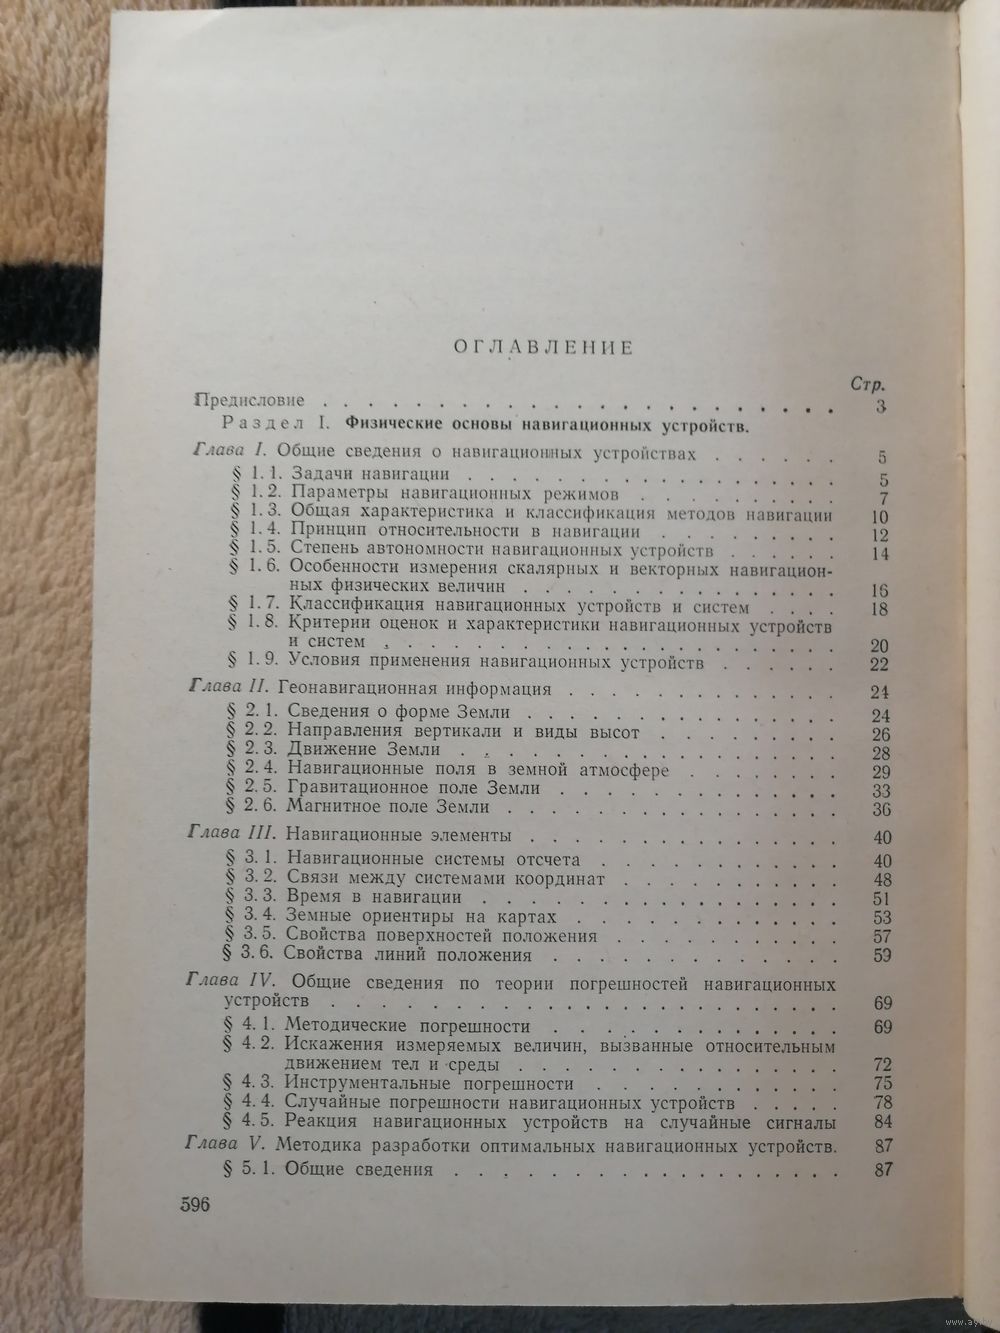 ОГЛАВЛЕНИЕ
Стр.
Предисловие . . . . . . . . . . . . . . . . . . . . . . . 3
Раздел I. Физические основы навигационных устройств.
Глава I. Общие сведения о навигационных устройствах . . . . . . 5
§ 1.1. Задачи навигации . . . . . . . . . . . . . . . . . 5
§ 1.2. Параметры навигационных режимов . . . . . . . . . . 7
§ 1.3. Общая характеристика и классификация методов навигации 10
§ 1.4. Принцип относительности в навигации . . . . . . . . . 12
§ 1.5. Степень автономности навигационных устройств . . . . . . 14
§ 1.6. Особенности измерения скалярных и векторных навигацион-
ных физических величин . . . . . . . . . . . . . . 16
§ 1.7. Классификация навигационных устройств и систем . . . . 18
§ 1.8. Критерии оценок и характеристики навигационных устройств
и систем . . . . . . . . . . . . . . . . . . . . 20
§ 1.9. Условия применения навигационных устройств . . . . . . 22
Глава II. Геонавигационная информация . . . . . . . . . . . . . 24
§ 2.1. Сведения о форме Земли . . . . . . . . . . . . . . 24
§ 2.2. Направления вертикали и виды высот . . . . . . . . . 26
§ 2.3. Движение Земли . . . . . . . . . . . . . . . . . 28
§ 2.4. Навигационные поля в земной атмосфере . . . . . . . . 29
§ 2.5. Гравитационное поле Земли . . . . . . . . . . . . . 33
§ 2.6. Магнитное поле Земли . . . . . . . . . . . . . . . 36
Глава III. Навигационные элементы . . . . . . . . . . . . . . 40
§ 3.1. Навигационные системы отсчета . . . . . . . . . . . 40
§ 3.2. Связи между системами координат . . . . . . . . . . 48
§ 3.3. Время в навигации . . . . . . . . . . . . . . . . 51
§ 3.4. Земные ориентиры на картах . . . . . . . . . . . . 53
§ 3.5. Свойства поверхностей положения . . . . . . . . . . 57
§ 3.6. Свойства линий положения . . . . . . . . . . . . . 59
Глава IV. Общие сведения по теории погрешностей навигационных
устройств . . . . . . . . . . . . . . . . . . . . . . 69
§ 4.1. Методические погрешности . . . . . . . . . . . . . 69
§ 4.2. Искажения измеряемых величин, вызванные относительным
движением тел и среды . . . . . . . . . . . . . . 72
§ 4.3. Инструментальные погрешности . . . . . . . . . . . 75
§ 4.4. Случайные погрешности навигационных устройств . . . . . 78
§ 4.5. Реакция навигационных устройств на случайные сигналы 84
Глава V. Методика разработки оптимальных навигационных устройств. 87
§ 5.1. Общие сведения . . . . . . . . . . . . . . . . . . 87
596